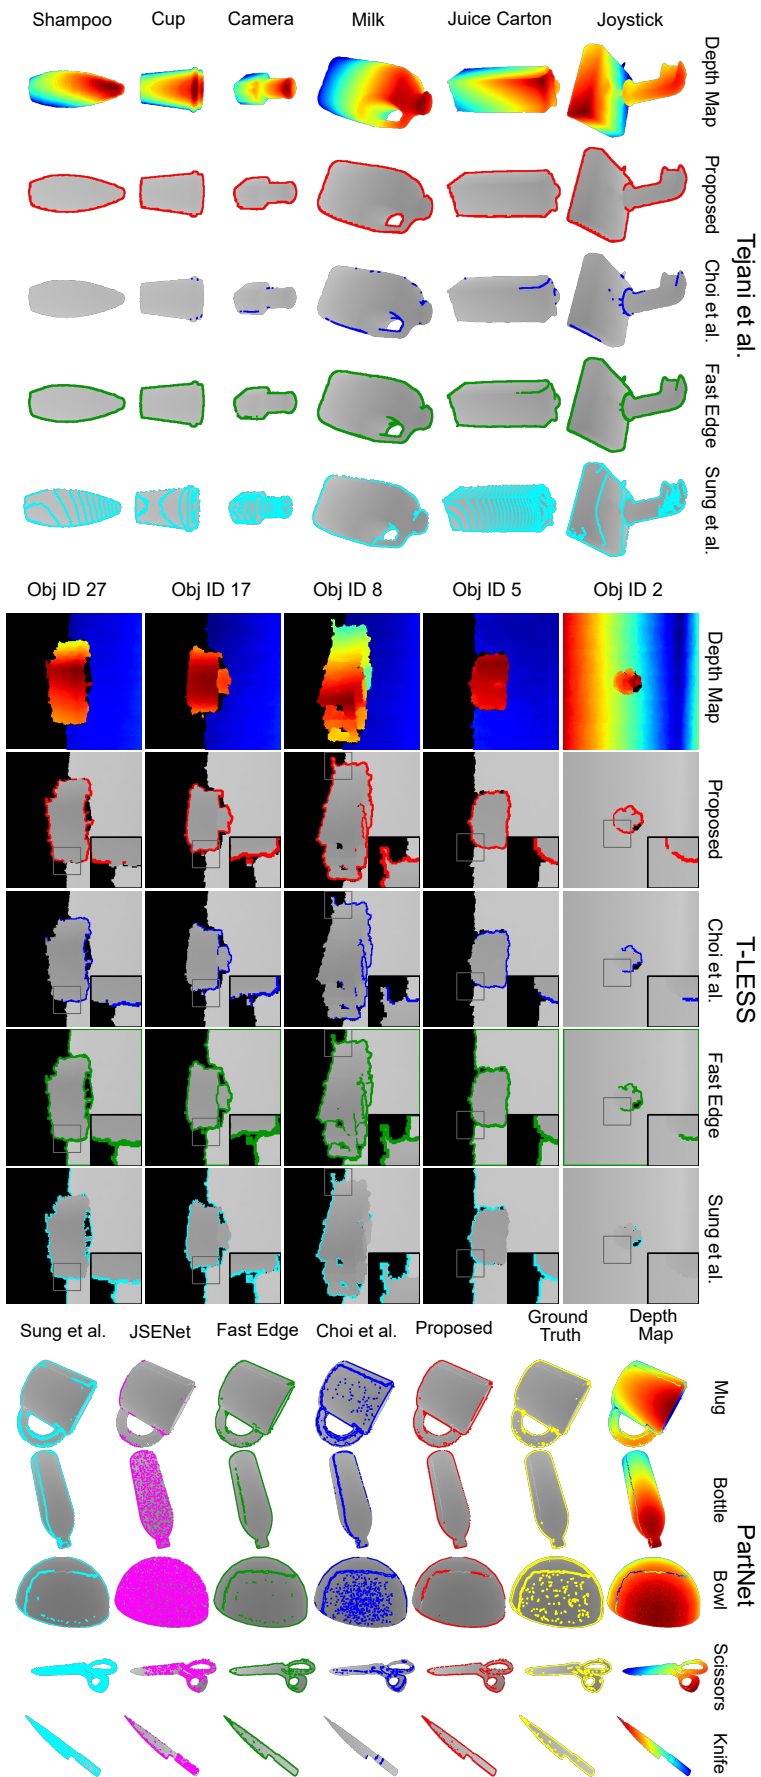 Shampoo
Cup
Camera
Milk
Juice Carton
Joystick
Depth Map
Proposed
Choi et al.
Fast Edge
Sung et al.
Tejani et al.
Obj ID 27
Obj ID 17
Obj ID 8
Obj ID 5
Obj ID 2
Depth Map
Proposed
Choi et al.
Fast Edge
Sung et al.
T-LESS
Sung et al.
JSENet
Fast Edge
Choi et al.
Proposed
Ground
Truth
Depth
Map
Mug
Bottle
Bowl
Scissors
Knife
PartNet